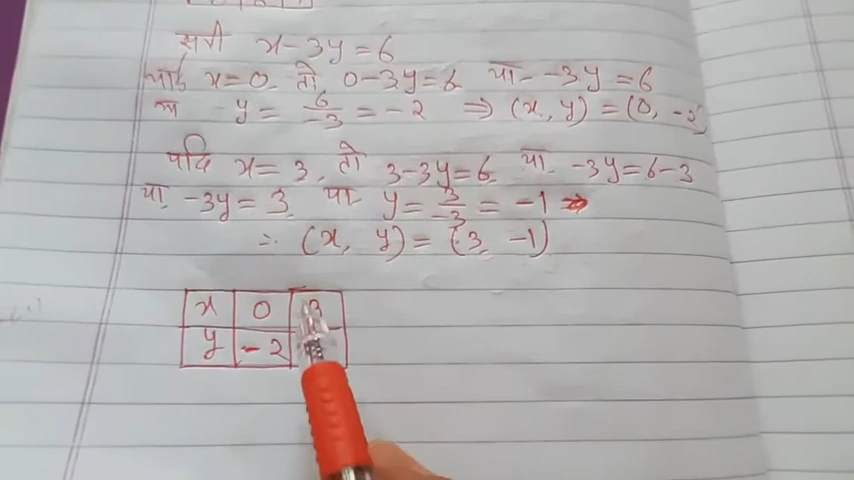 x-3y=6
यदि x=0 तो 0-3y=6 या -3y=6
या y = 6/-3 = -2 ⇒ (x, y) = (0, -2)
यदि x=3, तो 3-3y=6 या -3y=6-3
या -3y=3 या y = 3/-3 = -1
∴ (x, y) = (3, -1)
x 0 3
y -2